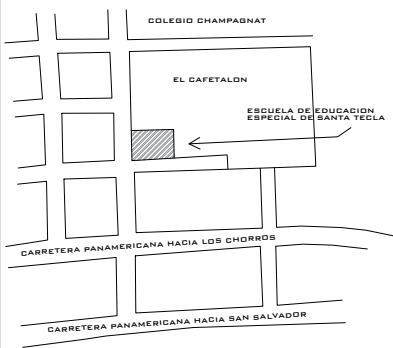 COLEGIO CHAMPAGNAT
EL CAFETALON
ESCUELA DE EDUCACION
ESPECIAL DE SANTA TECLA
CARRETERA PANAMERICANA HACIA LOS CHORROS
CARRETERA PANAMERICANA HACIA SAN SALVADOR